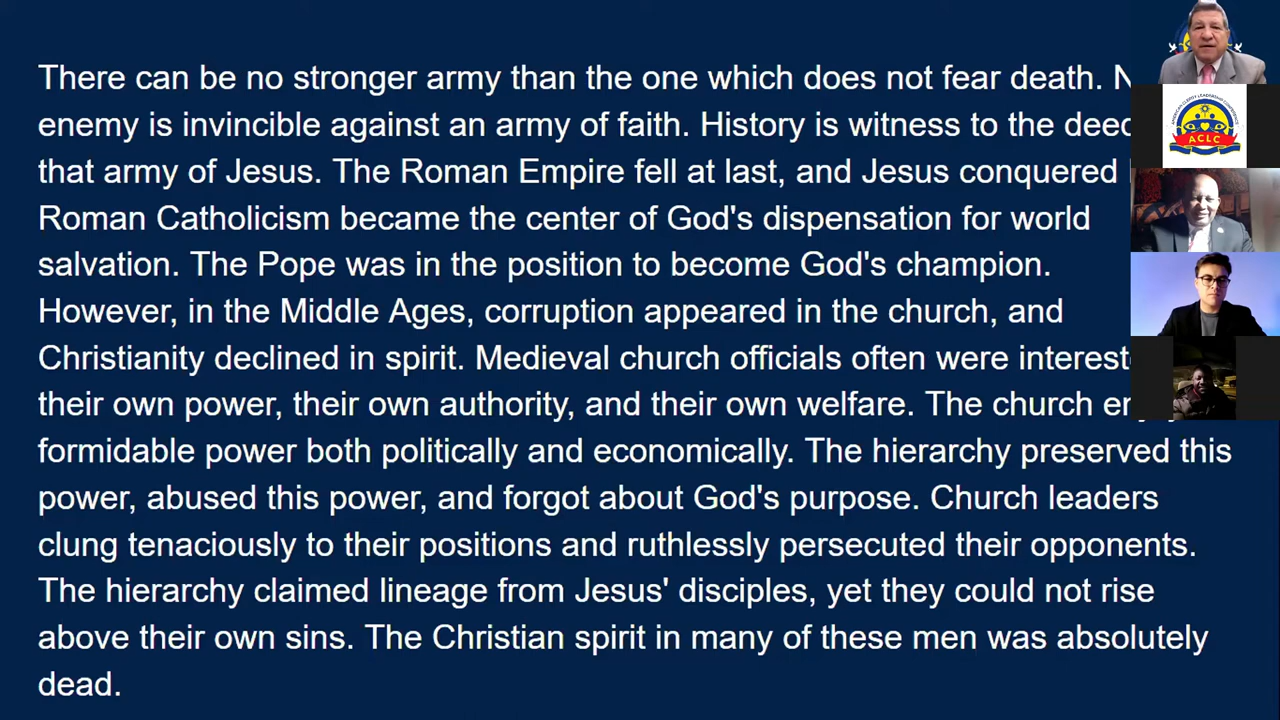 There can be no stronger army than the one which does not fear death.
enemy is invincible against an army of faith. History is witness to the
that army of Jesus. The Roman Empire fell at last, and Jesus conquered
Roman Catholicism became the center of God's dispensation for world
salvation. The Pope was in the position to become God's champion.
However, in the Middle Ages, corruption appeared in the church, and
Christianity declined in spirit. Medieval church officials often were
their own power, their own authority, and their own welfare. The church
formidable power both politically and economically. The hierarchy preserved this
power, abused this power, and forgot about God's purpose. Church leaders
clung tenaciously to their positions and ruthlessly persecuted their opponents.
The hierarchy claimed lineage from Jesus' disciples, yet they could not rise
above their own sins. The Christian spirit in many of these men was absolutely
dead.
AMERICAN CLERGY LEADERSHIP CONFERENCE
ACLC